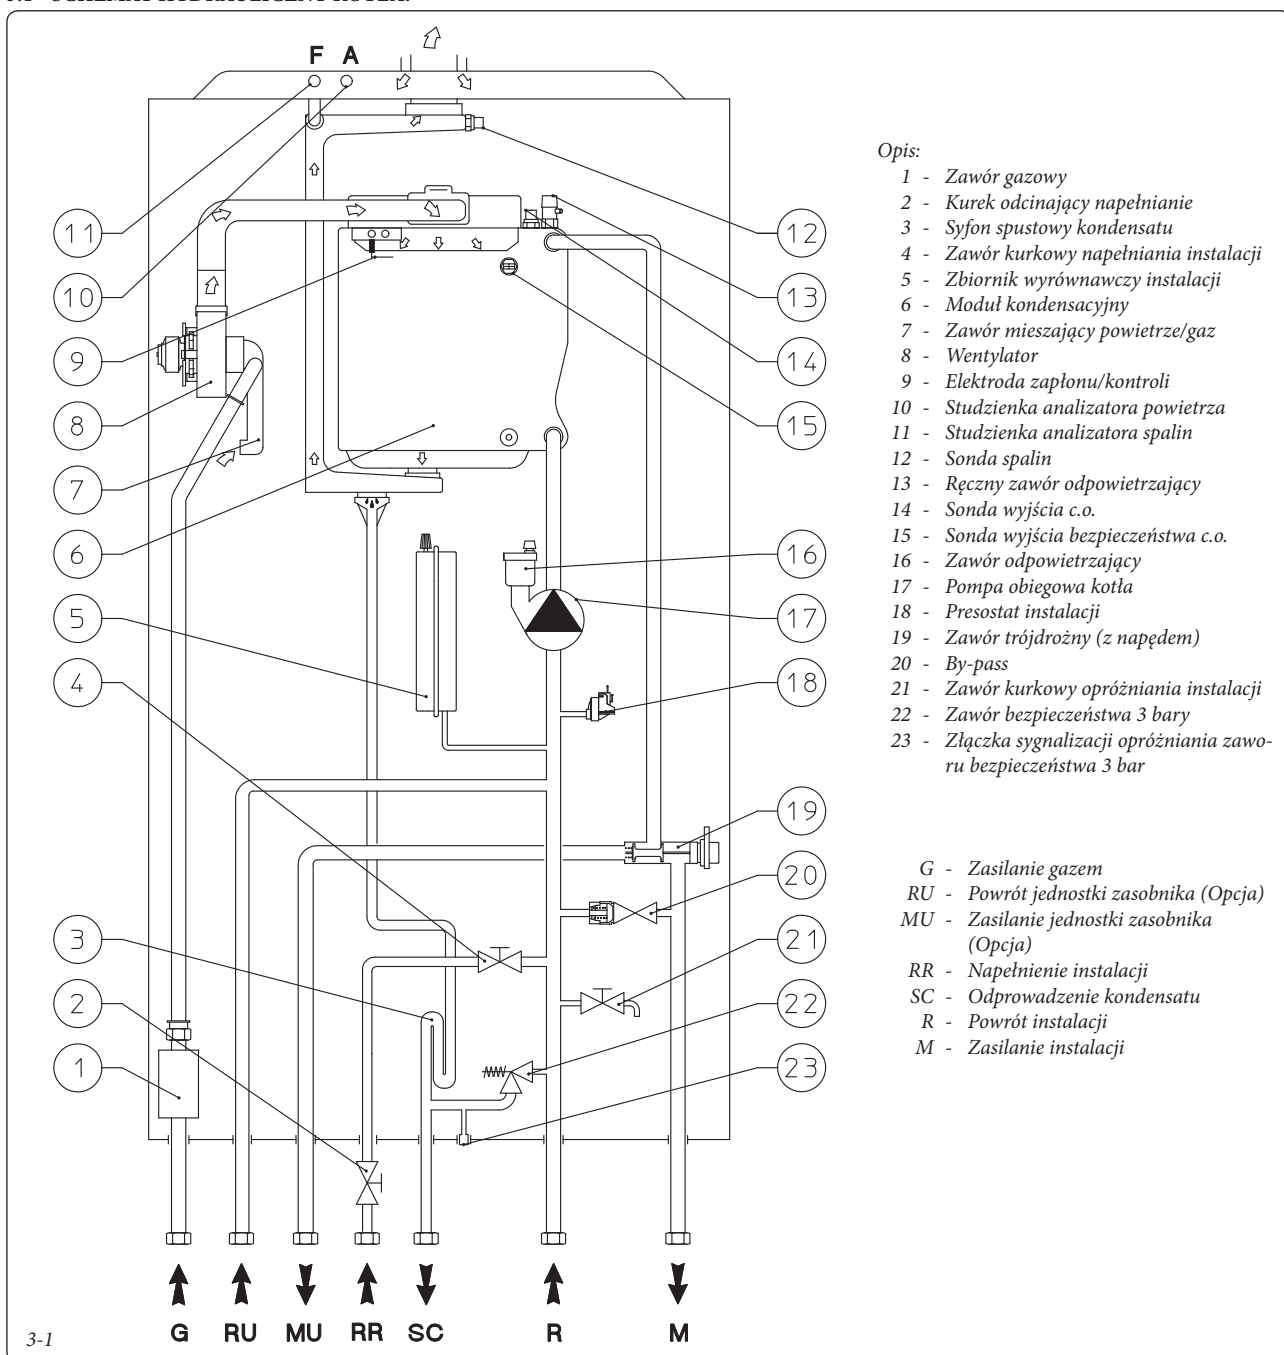 3.1 SCHEMAT HYDRAULICZNY KOTŁA.
F A
11
10
9
8
7
6
5
4
3
2
1
12
13
14
15
16
17
18
19
20
21
22
23
G RU MU RR SC R M
3-1
Opis:
1 - Zawór gazowy
2 - Kurek odcinający napełnianie
3 - Syfon spustowy kondensatu
4 - Zawór kurkowy napełniania instalacji
5 - Zbiornik wyrównawczy instalacji
6 - Moduł kondensacyjny
7 - Zawór mieszający powietrze/gaz
8 - Wentylator
9 - Elektroda zapłonu/kontroli
10 - Studzienka analizatora powietrza
11 - Studzienka analizatora spalin
12 - Sonda spalin
13 - Ręczny zawór odpowietrzający
14 - Sonda wyjścia c.o.
15 - Sonda wyjścia bezpieczeństwa c.o.
16 - Zawór odpowietrzający
17 - Pompa obiegowa kotła
18 - Presostat instalacji
19 - Zawór trójdrożny (z napędem)
20 - By-pass
21 - Zawór kurkowy opróżniania instalacji
22 - Zawór bezpieczeństwa 3 bary
23 - Złączka sygnalizacji opróżniania zawo-
ru bezpieczeństwa 3 bar
G - Zasilanie gazem
RU - Powrót jednostki zasobnika (Opcja)
MU - Zasilanie jednostki zasobnika
(Opcja)
RR - Napełnienie instalacji
SC - Odprowadzenie kondensatu
R - Powrót instalacji
M - Zasilanie instalacji